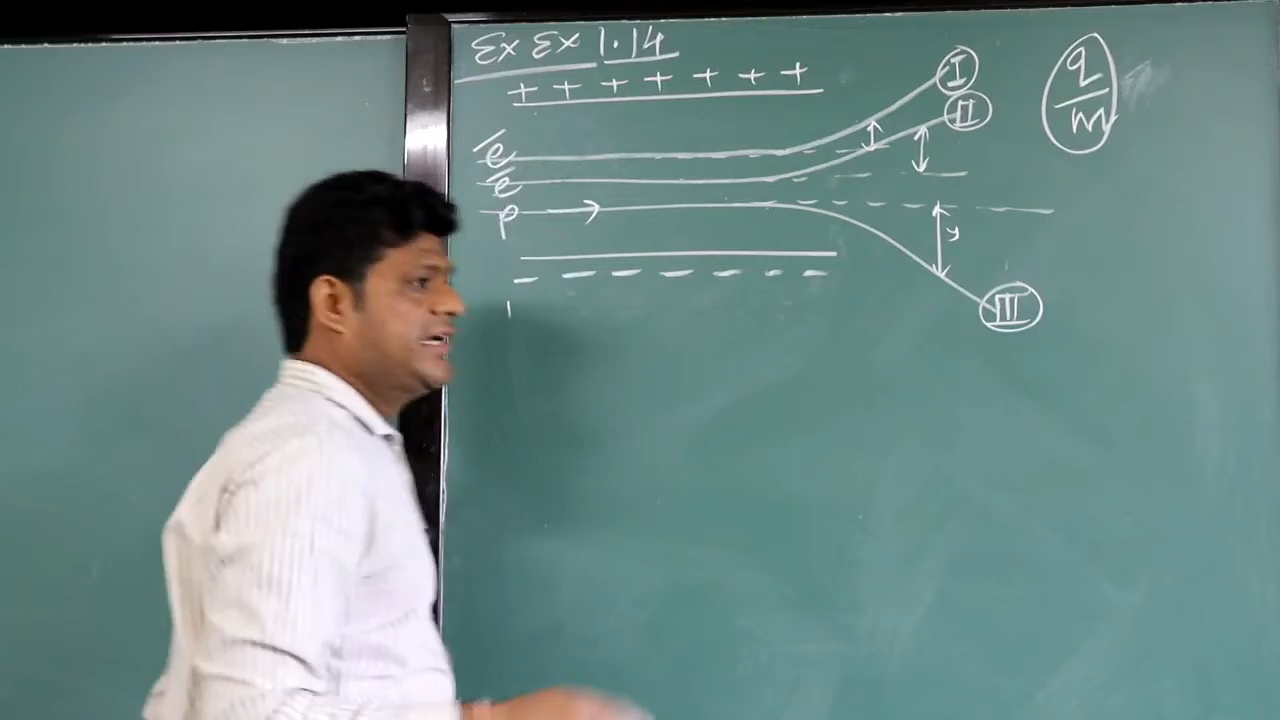 Ex Ex 1.14
+ + + + + + +
I
II
q/m
e
e
p
y
- - - - - - -
III